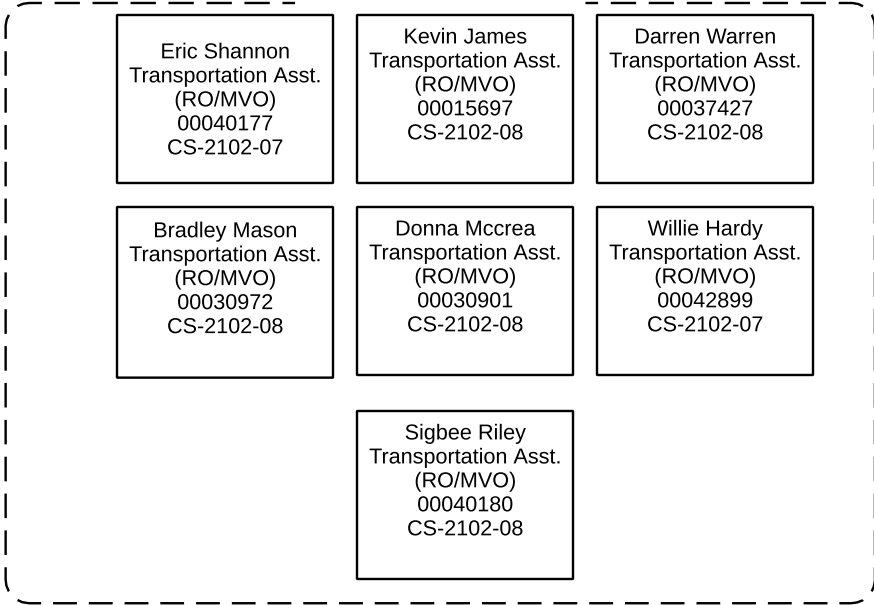 Eric Shannon
Transportation Asst.
(RO/MVO)
00040177
CS-2102-07
Kevin James
Transportation Asst.
(RO/MVO)
00015697
CS-2102-08
Darren Warren
Transportation Asst.
(RO/MVO)
00037427
CS-2102-08
Bradley Mason
Transportation Asst.
(RO/MVO)
00030972
CS-2102-08
Donna Mccrea
Transportation Asst.
(RO/MVO)
00030901
CS-2102-08
Willie Hardy
Transportation Asst.
(RO/MVO)
00042899
CS-2102-07
Sigbee Riley
Transportation Asst.
(RO/MVO)
00040180
CS-2102-08